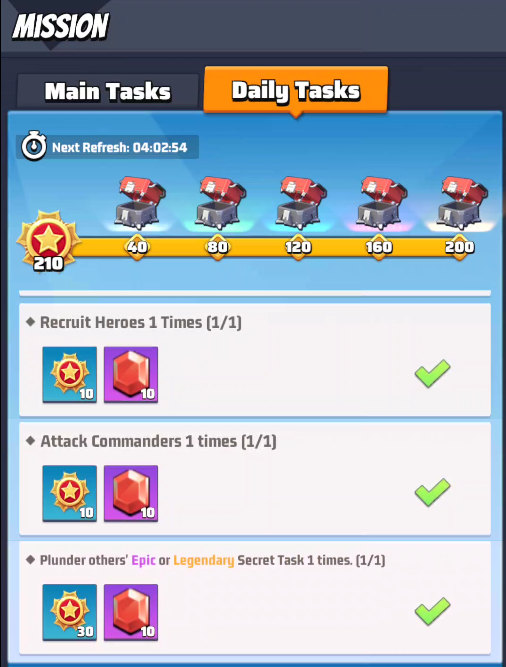 MISSION
Main Tasks
Daily Tasks
Next Refresh: 04:02:54
210
40
80
120
160
200
Recruit Heroes 1 Times (1/1)
10
10
Attack Commanders 1 times (1/1)
10
10
Plunder others' Epic or Legendary Secret Task 1 times. (1/1)
30
10